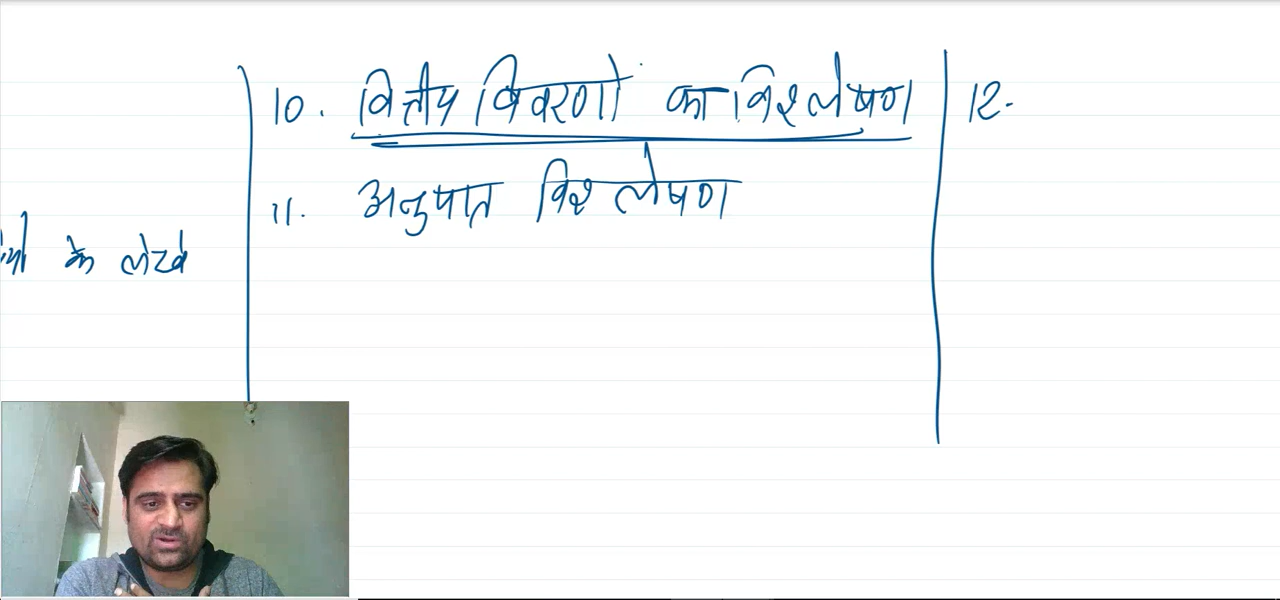 10. वित्तीय विवरणों का विश्लेषण
11. अनुपात विश्लेषण
के लेखे
12.